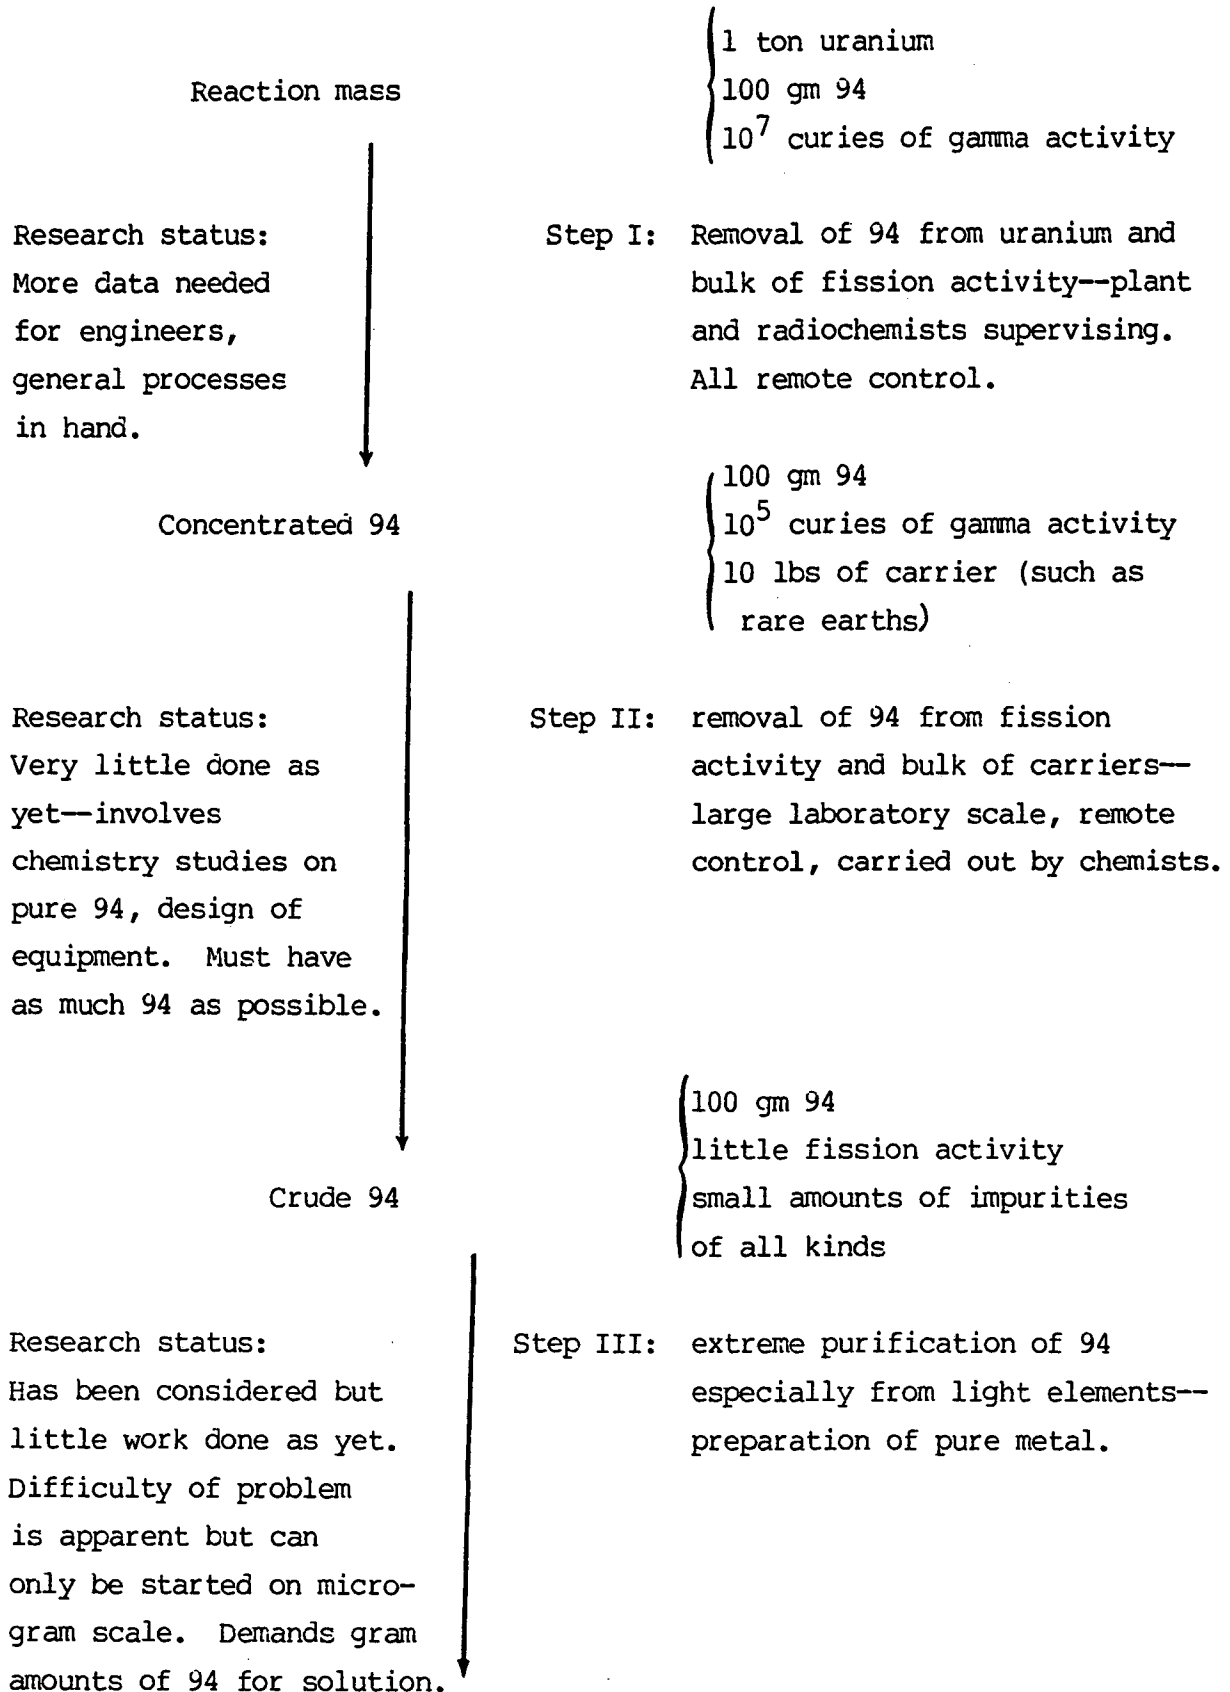 1 ton uranium
Reaction mass
100 gm 94
10^7 curies of gamma activity
Research status:
More data needed
for engineers,
general processes
in hand.
Step I: Removal of 94 from uranium and
bulk of fission activity--plant
and radiochemists supervising.
All remote control.
Concentrated 94
100 gm 94
10^5 curies of gamma activity
10 lbs of carrier (such as
rare earths)
Research status:
Very little done as
yet--involves
chemistry studies on
pure 94, design of
equipment. Must have
as much 94 as possible.
Step II: removal of 94 from fission
activity and bulk of carriers--
large laboratory scale, remote
control, carried out by chemists.
Crude 94
100 gm 94
little fission activity
small amounts of impurities
of all kinds
Research status:
Has been considered but
little work done as yet.
Difficulty of problem
is apparent but can
only be started on micro-
gram scale. Demands gram
amounts of 94 for solution.
Step III: extreme purification of 94
especially from light elements--
preparation of pure metal.